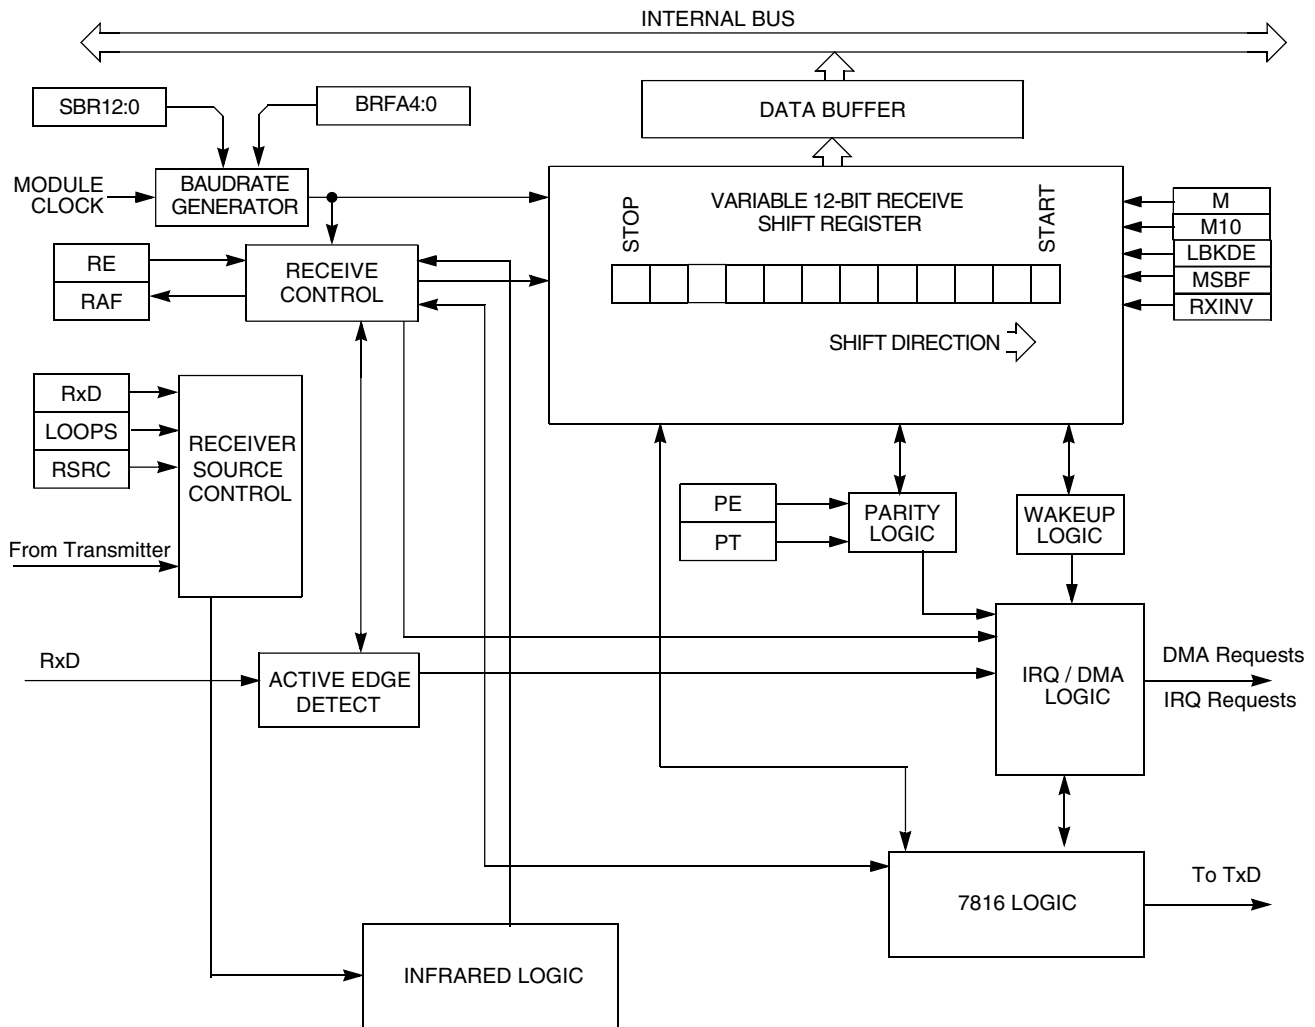 INTERNAL BUS
SBR12:0
BRFA4:0
DATA BUFFER
MODULE
CLOCK
BAUDRATE
GENERATOR
VARIABLE 12-BIT RECEIVE
SHIFT REGISTER
STOP
START
M
M10
LBKDE
MSBF
RXINV
RE
RAF
RECEIVE
CONTROL
SHIFT DIRECTION
RxD
LOOPS
RSRC
RECEIVER
SOURCE
CONTROL
From Transmitter
PE
PT
PARITY
LOGIC
WAKEUP
LOGIC
RxD
ACTIVE EDGE
DETECT
IRQ / DMA
LOGIC
DMA Requests
IRQ Requests
7816 LOGIC
To TxD
INFRARED LOGIC